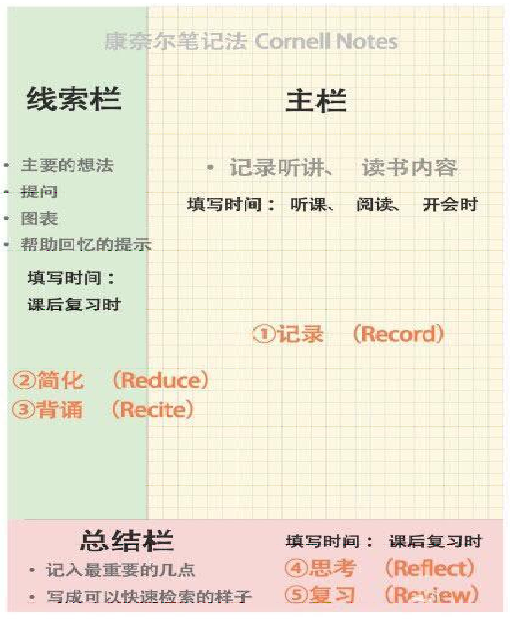 康奈尔笔记法 Cornell Notes
线索栏
• 主要的想法
• 提问
• 图表
• 帮助回忆的提示
填写时间：
课后复习时
主栏
• 记录听讲、 读书内容
填写时间： 听课、 阅读、 开会时
①记录 （Record）
②简化 （Reduce）
③背诵 （Recite）
总结栏
• 记入最重要的几点
• 写成可以快速检索的样子
填写时间： 课后复习时
④思考 （Reflect）
⑤复习 （Review）